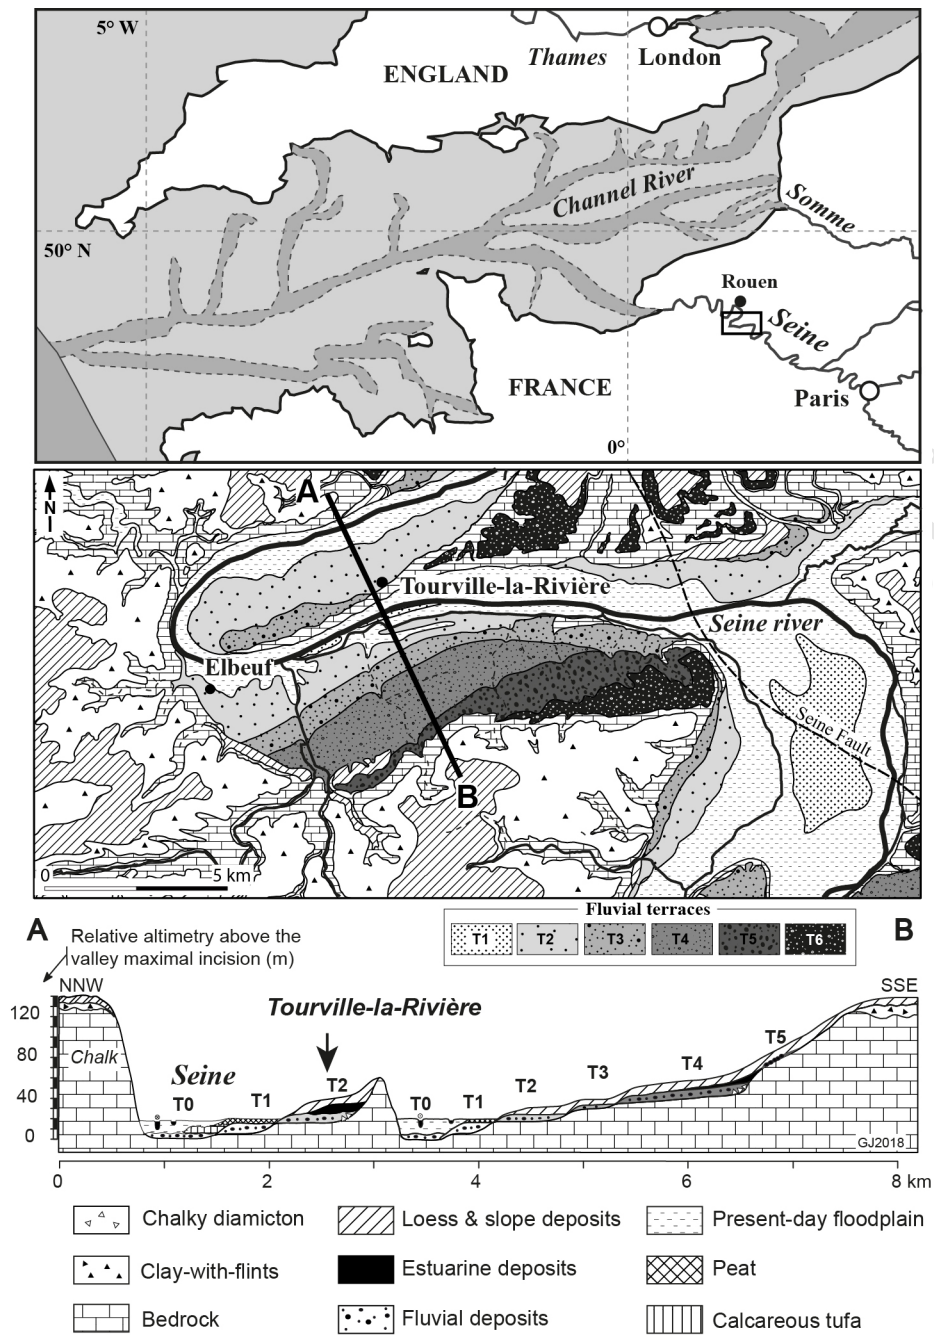 5° W
Thames
London
ENGLAND
Channel River
Somme
50° N
Rouen
Seine
FRANCE
Paris
0°
N
A
Tourville-la-Rivière
Seine river
Elbeuf
Seine Fault
B
0 5 km
Fluvial terraces
T1 T2 T3 T4 T5 T6
A B
Relative altimetry above the
valley maximal incision (m)
NNW SSE
120
Tourville-la-Rivière
T5
80
Chalk
T4
Seine
T3
T2 T2
40
T0 T1 T0 T1
0
GJ2018
0 2 4 6 8 km
Chalky diamicton Loess & slope deposits Present-day floodplain
Clay-with-flints Estuarine deposits Peat
Bedrock Fluvial deposits Calcareous tufa